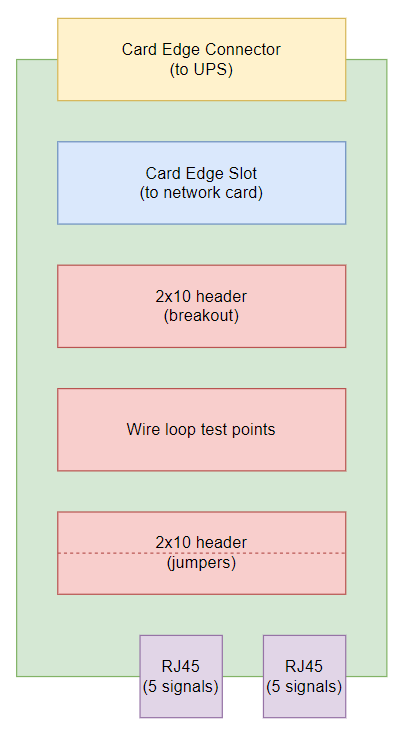 Card Edge Connector
(to UPS)
Card Edge Slot
(to network card)
2x10 header
(breakout)
Wire loop test points
2x10 header
(jumpers)
RJ45
(5 signals)
RJ45
(5 signals)